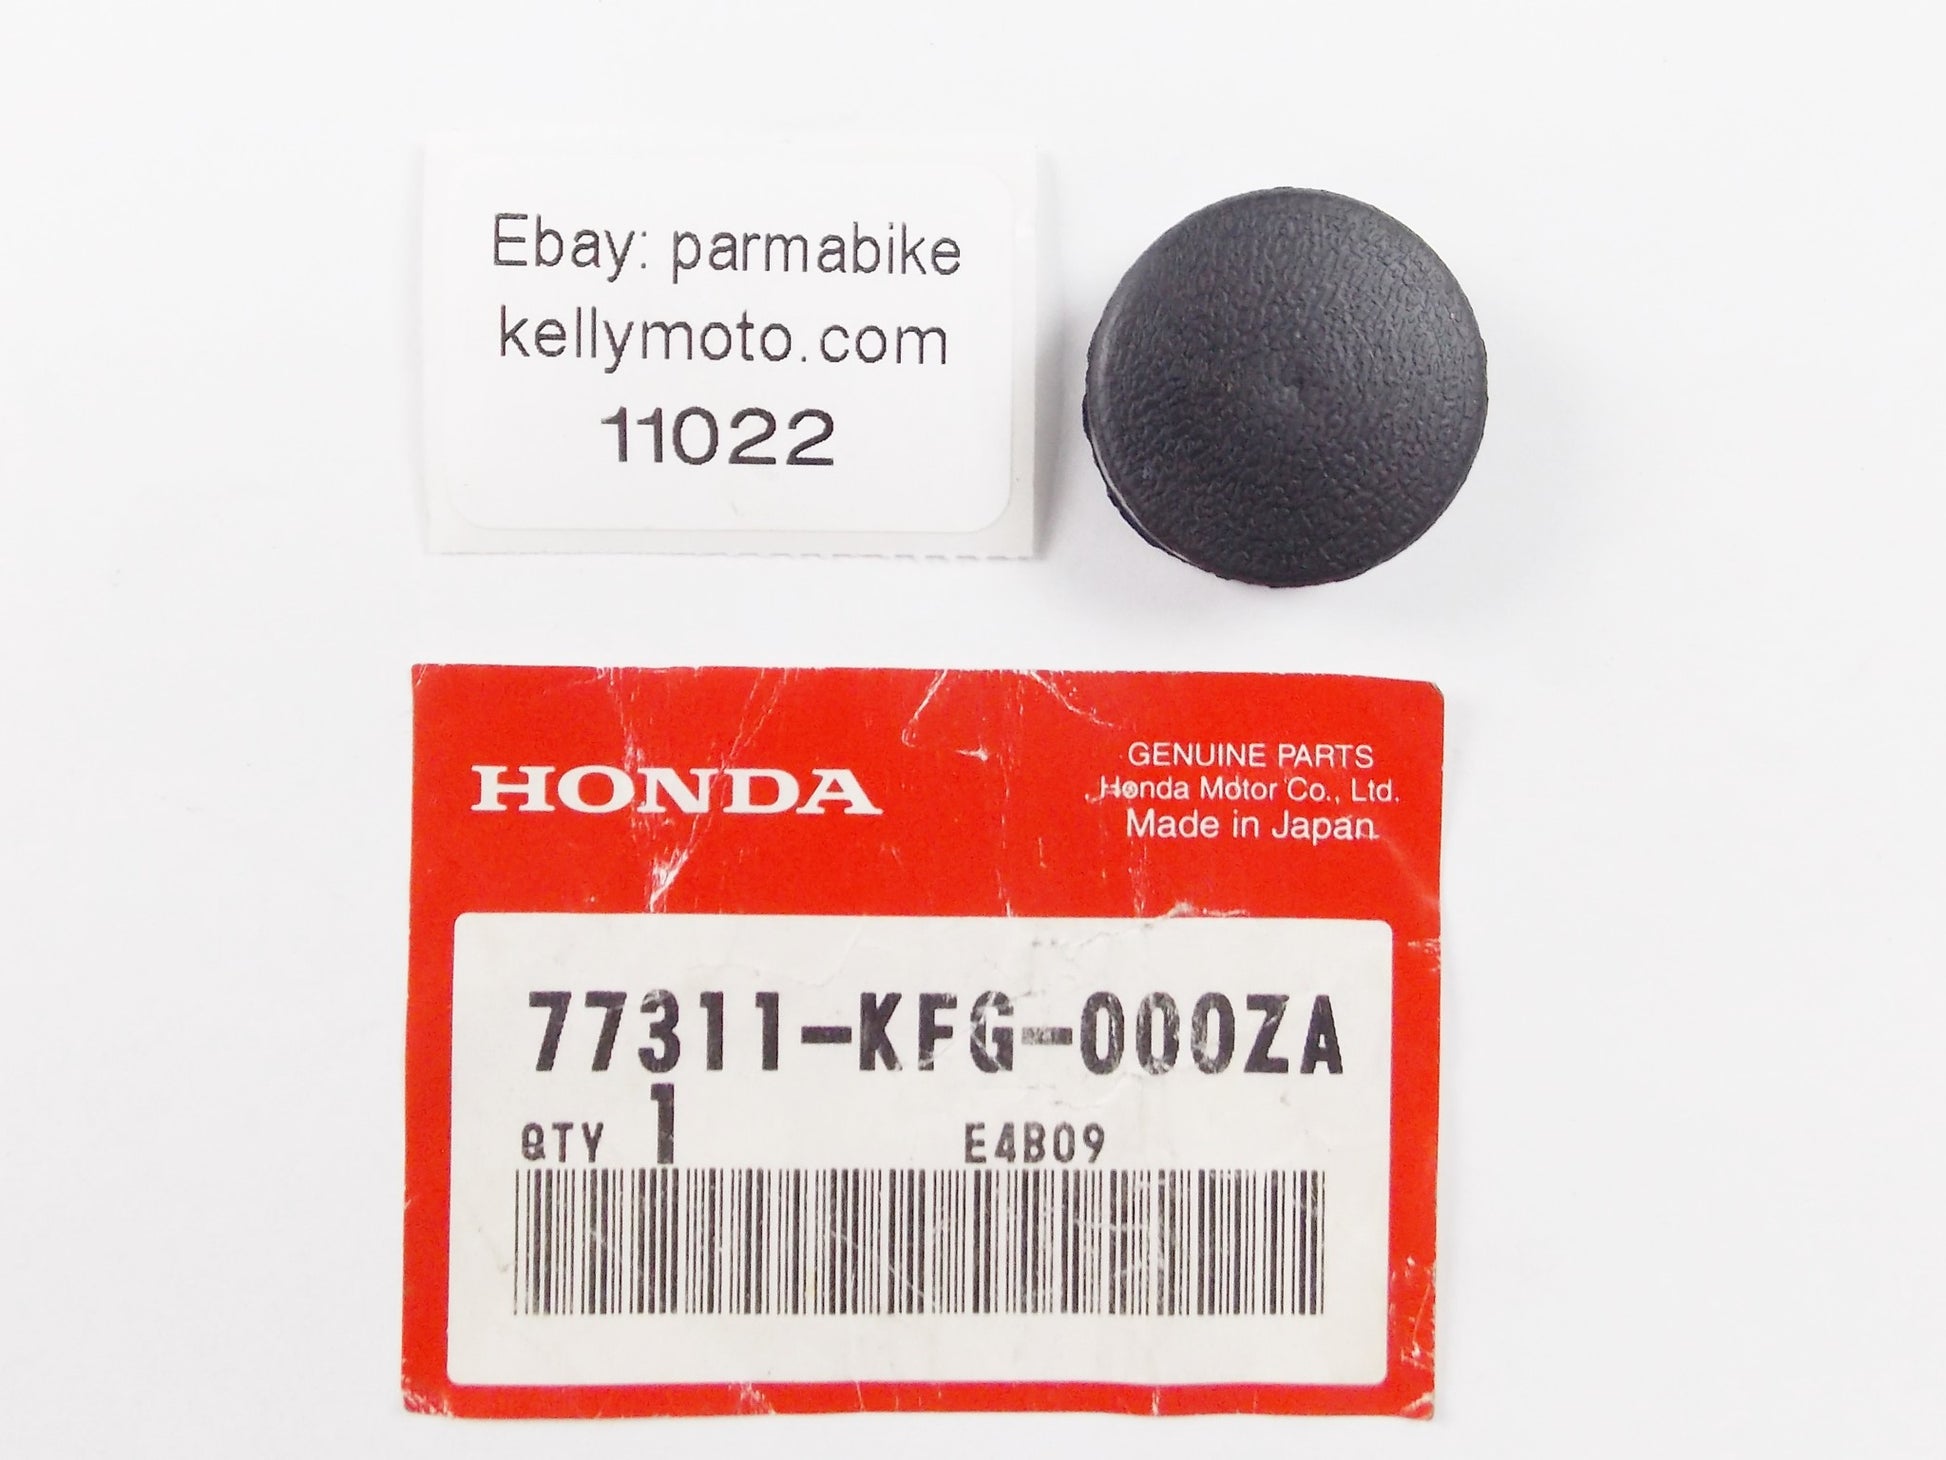 Ebay: parmabike
kellymoto.com
11022
HONDA
GENUINE PARTS
Honda Motor Co., Ltd.
Made in Japan
77311-KFG-000ZA
QTY 1 E4B09